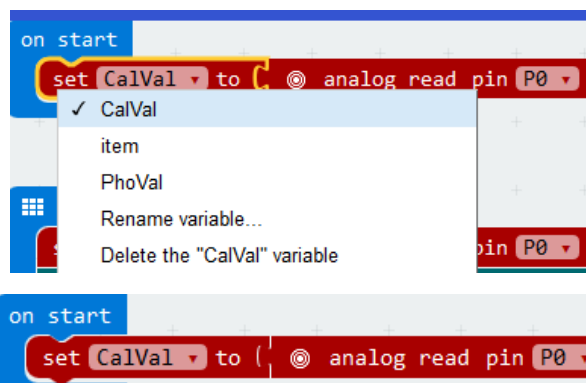 on start
set CalVal to analog read pin P0
✓ CalVal
item
PhoVal
Rename variable...
Delete the "CalVal" variable
pin P0
on start
set CalVal to ( analog read pin P0